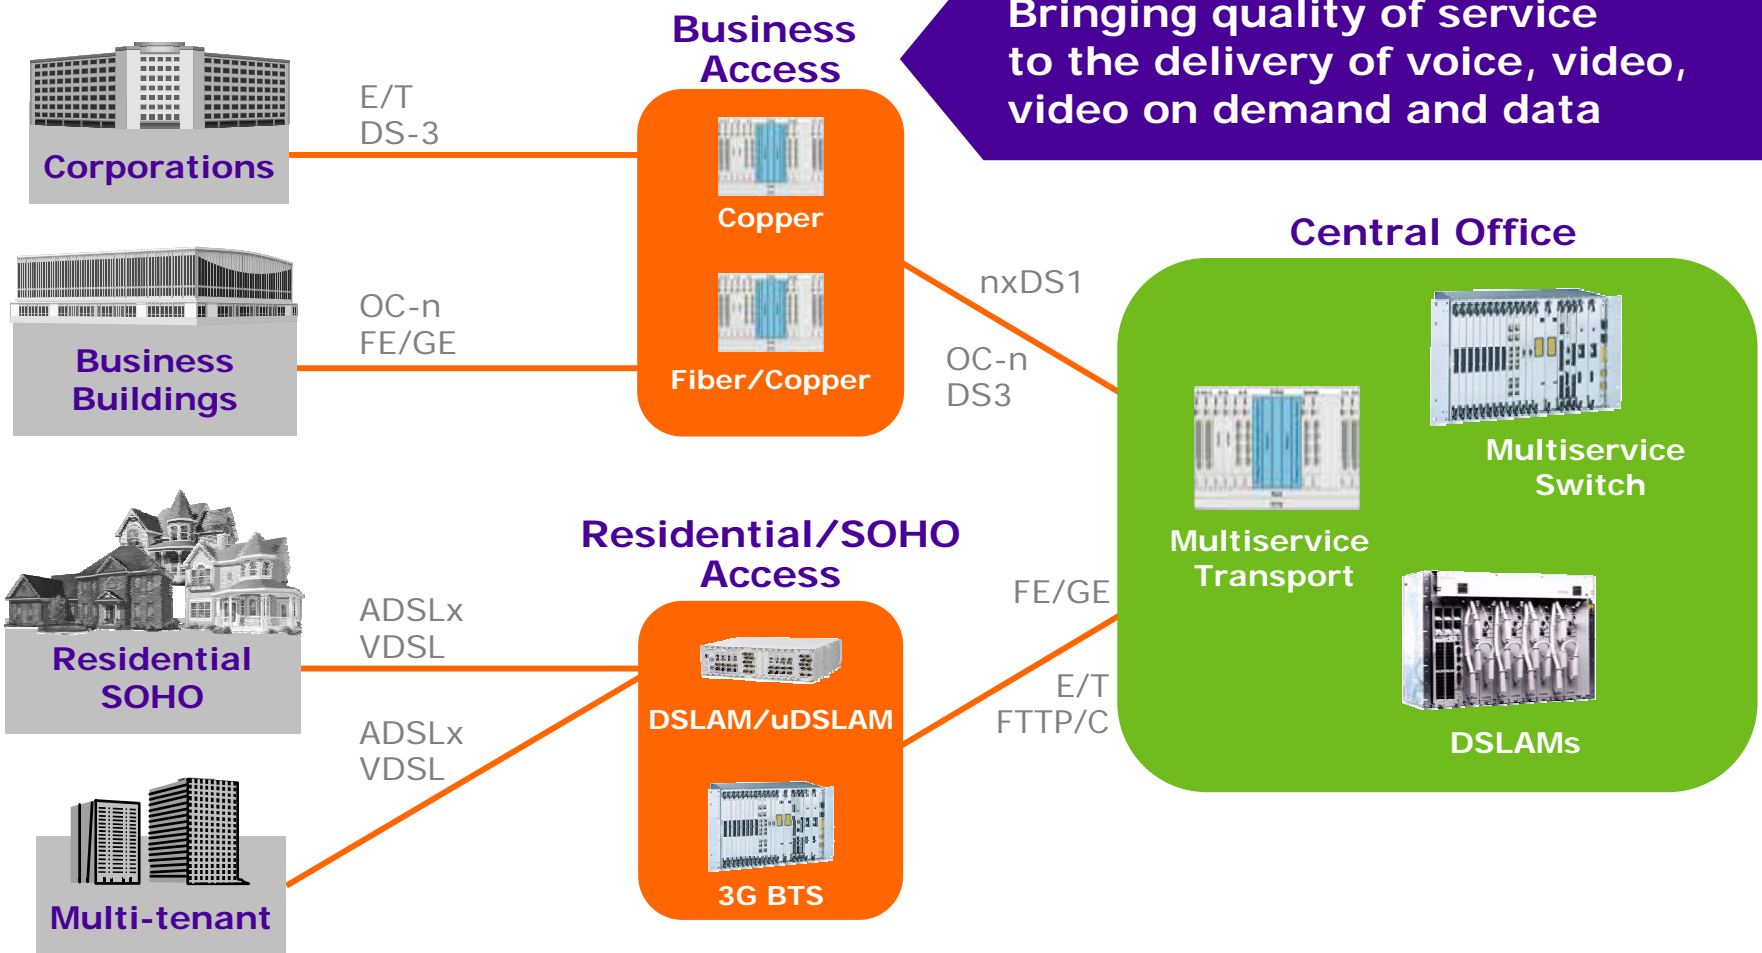 Bringing quality of service
to the delivery of voice, video,
video on demand and data
Business
Access
E/T
DS-3
Corporations
Copper
OC-n
FE/GE
Business
Buildings
Fiber/Copper
nxDS1
OC-n
DS3
Central Office
Multiservice
Switch
Multiservice
Transport
DSLAMs
Residential/SOHO
Access
ADSLx
VDSL
Residential
SOHO
DSLAM/uDSLAM
FE/GE
E/T
FTTP/C
ADSLx
VDSL
3G BTS
Multi-tenant